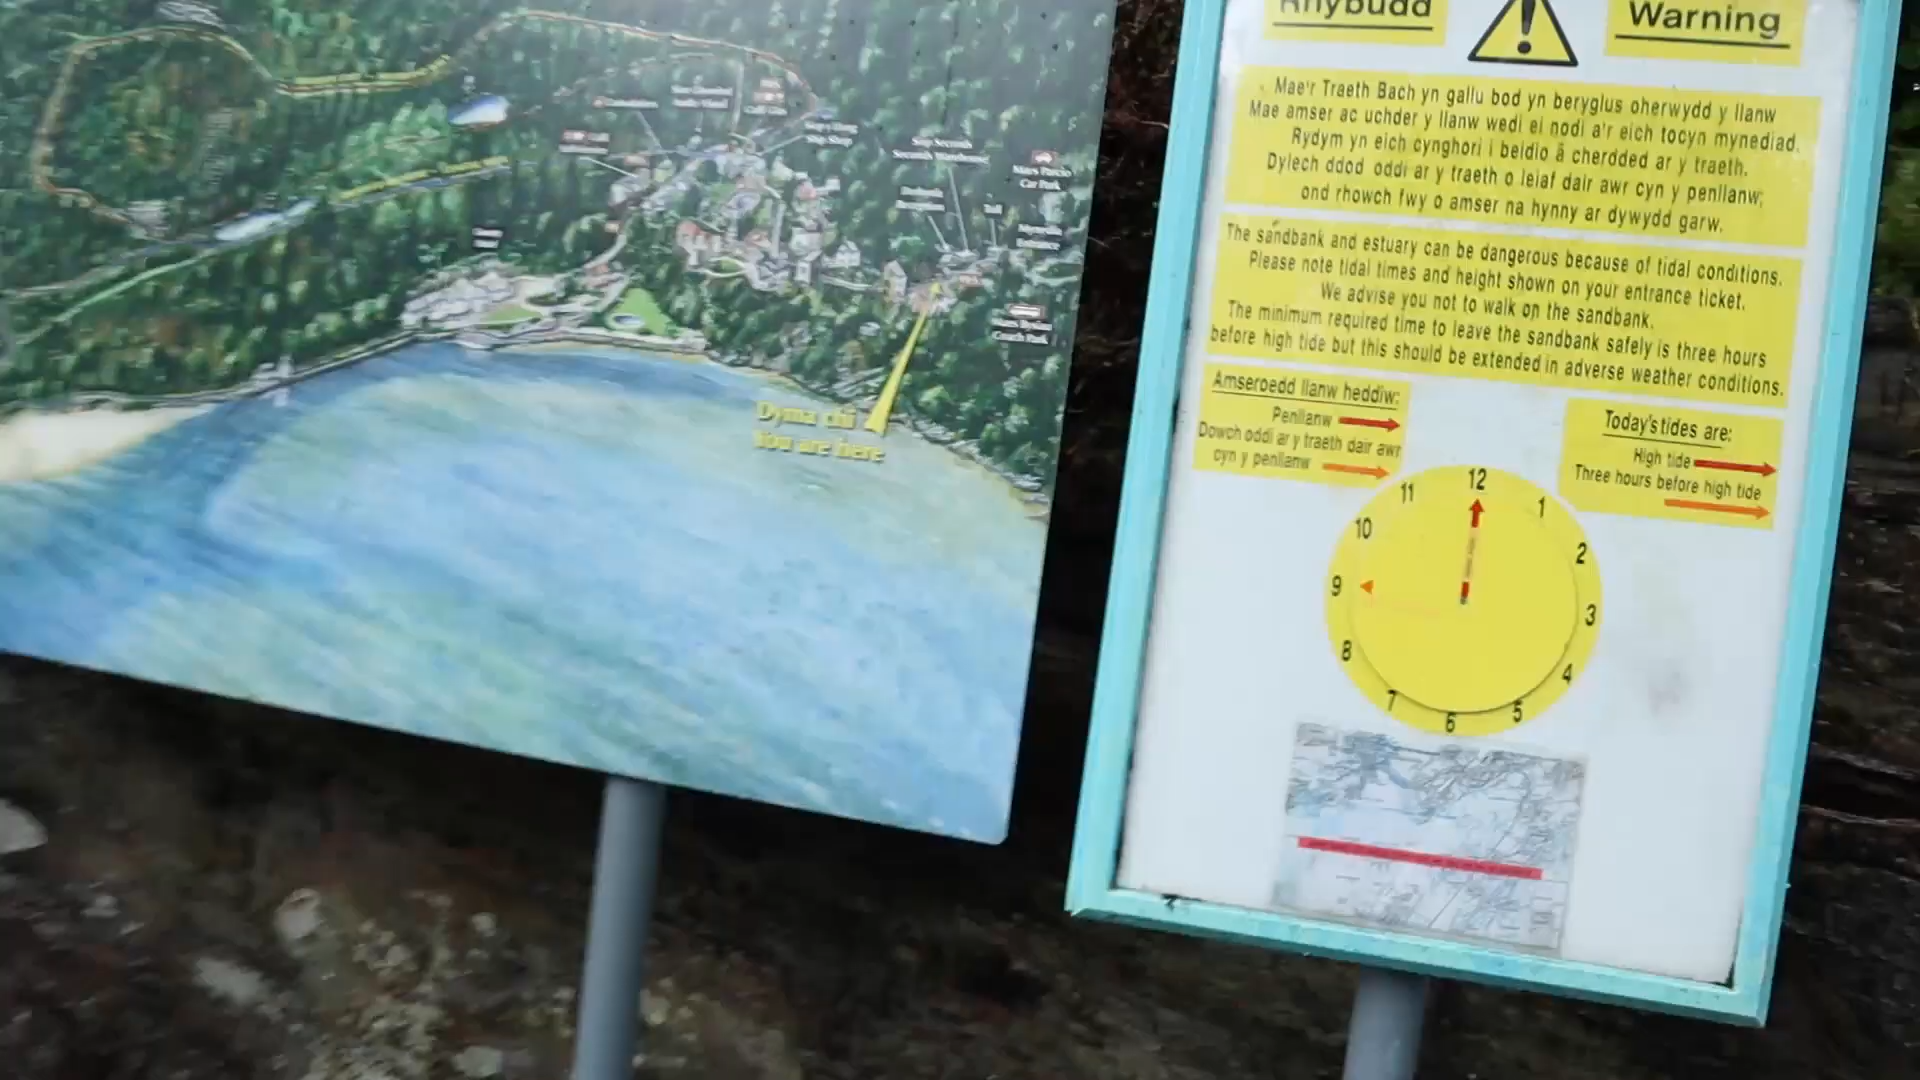 Dyma chi
You are here
Seconds Warehouse
Maes Parcio
Car Park
Coach Park
Rhybudd
Warning
Mae'r Traeth Bach yn gallu bod yn beryglus oherwydd y llanw
Mae amser ac uchder y llanw wedi ei nodi a'r eich tocyn mynediad.
Rydym yn eich cynghori i beidio â cherdded ar y traeth.
Dylech ddod oddi ar y traeth o leiaf dair awr cyn y penllanw;
ond rhowch fwy o amser na hynny ar dywydd garw.
The sandbank and estuary can be dangerous because of tidal conditions.
Please note tidal times and height shown on your entrance ticket.
We advise you not to walk on the sandbank.
The minimum required time to leave the sandbank safely is three hours
before high tide but this should be extended in adverse weather conditions.
Amseroedd llanw heddiw:
Penllanw
Dowch oddi ar y traeth dair awr
cyn y penllanw
Today's tides are:
High tide
Three hours before high tide
12
1
2
3
4
5
6
7
8
9
10
11